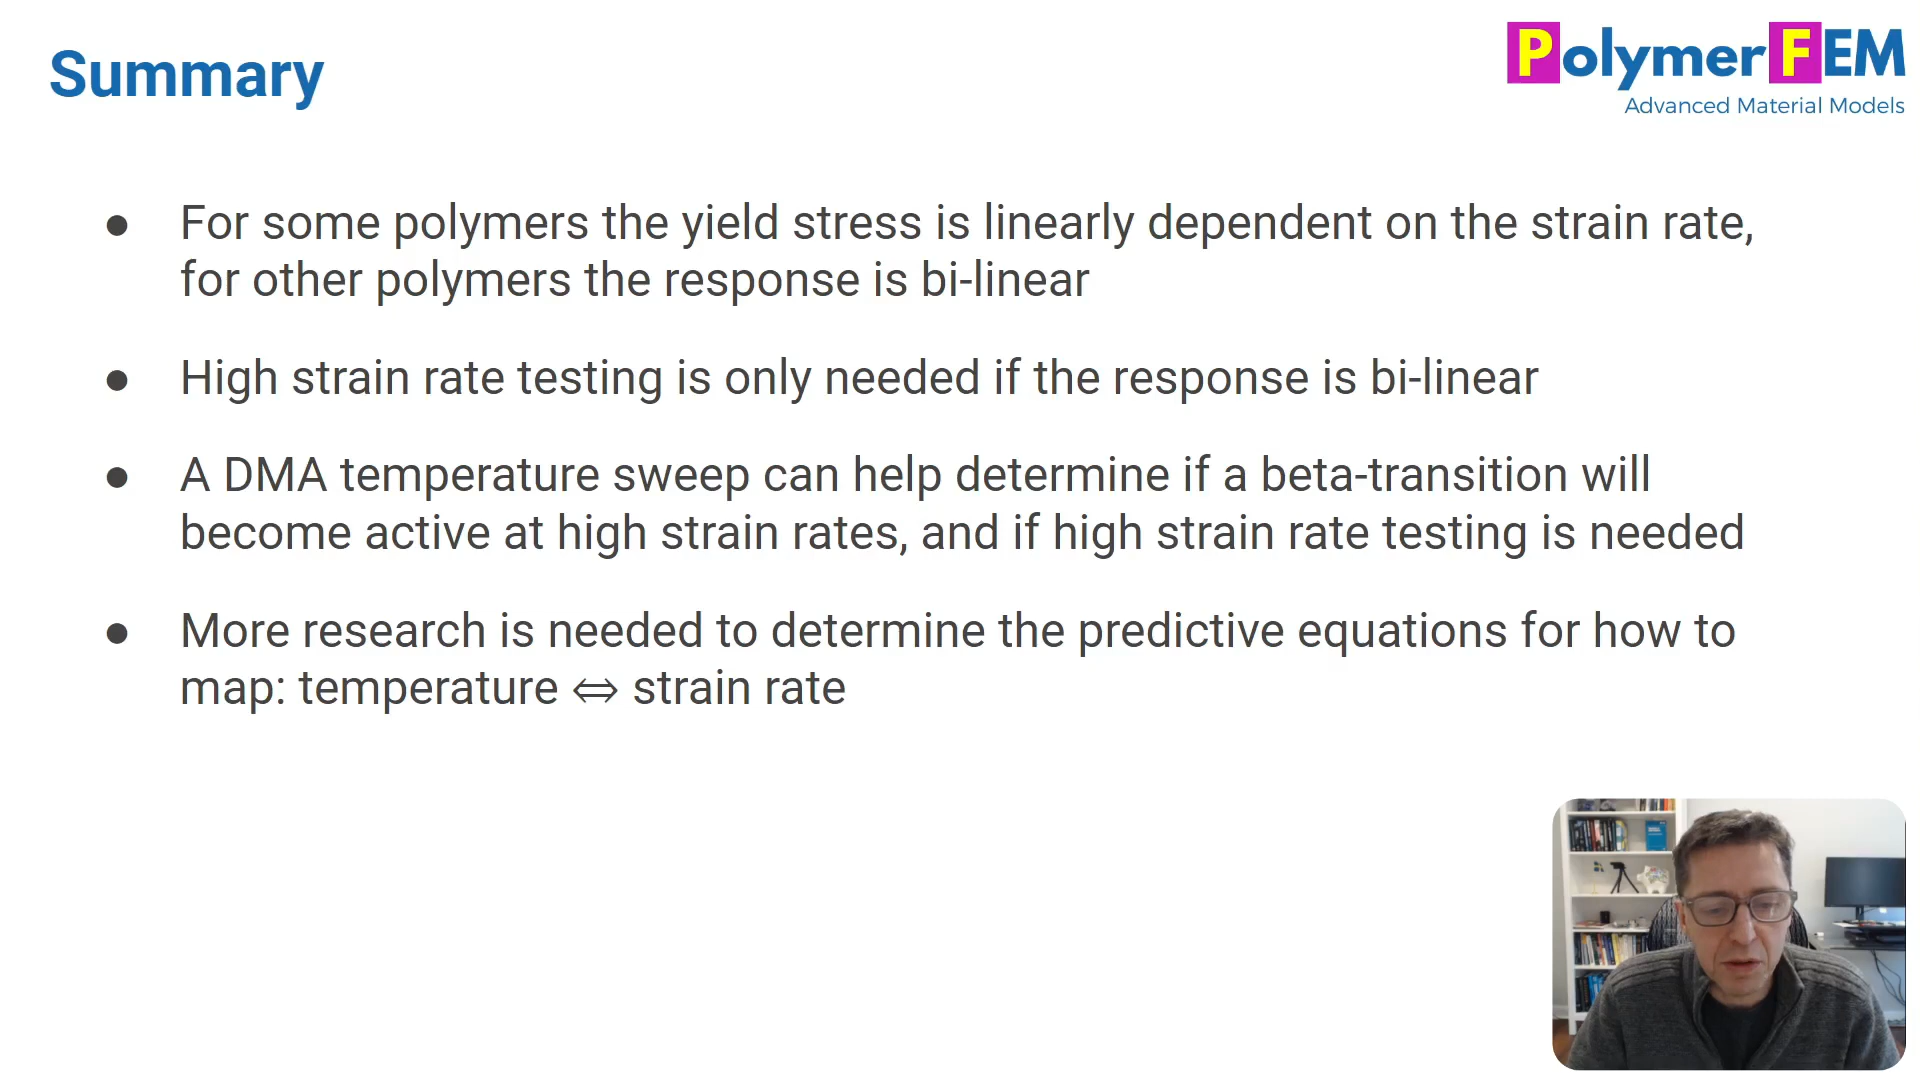 Summary
PolymerFEM
Advanced Material Models
● For some polymers the yield stress is linearly dependent on the strain rate,
for other polymers the response is bi-linear
● High strain rate testing is only needed if the response is bi-linear
● A DMA temperature sweep can help determine if a beta-transition will
become active at high strain rates, and if high strain rate testing is needed
● More research is needed to determine the predictive equations for how to
map: temperature ⇔ strain rate